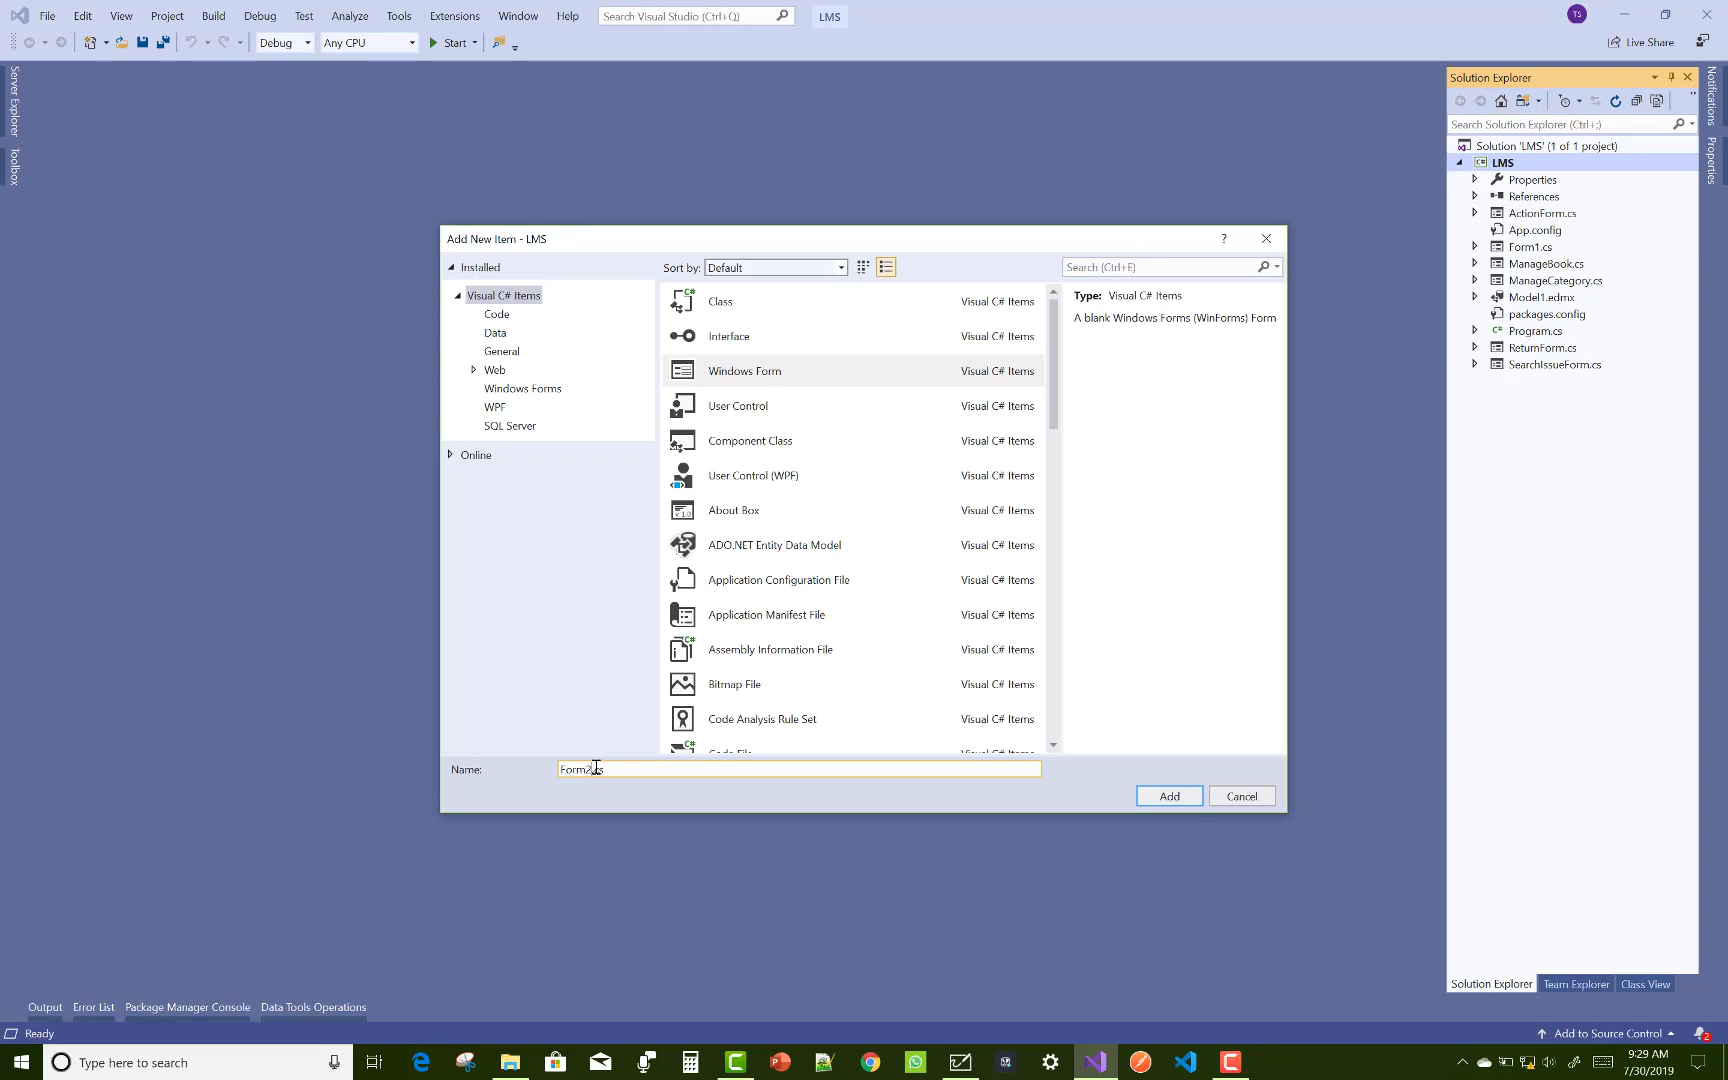 File Edit View Project Build Debug Test Analyze Tools Extensions Window Help Search Visual Studio (Ctrl+Q) LMS TS
Debug Any CPU Start Live Share
Server Explorer
Toolbox
Solution Explorer
Search Solution Explorer (Ctrl+;)
Solution 'LMS' (1 of 1 project)
C# LMS
Properties
References
ActionForm.cs
App.config
Form1.cs
ManageBook.cs
ManageCategory.cs
Model1.edmx
packages.config
C# Program.cs
ReturnForm.cs
SearchIssueForm.cs
Notifications
Properties
Add New Item - LMS ?
Installed Sort by: Default Search (Ctrl+E)
Visual C# Items
Code
Data
General
Web
Windows Forms
WPF
SQL Server
Online
Class Visual C# Items
Interface Visual C# Items
Windows Form Visual C# Items
User Control Visual C# Items
Component Class Visual C# Items
User Control (WPF) Visual C# Items
About Box Visual C# Items
ADO.NET Entity Data Model Visual C# Items
Application Configuration File Visual C# Items
Application Manifest File Visual C# Items
Assembly Information File Visual C# Items
Bitmap File Visual C# Items
Code Analysis Rule Set Visual C# Items
Code File Visual C# Items
Type: Visual C# Items
A blank Windows Forms (WinForms) Form
Name: Form2.cs
Add Cancel
Solution Explorer Team Explorer Class View
Output Error List Package Manager Console Data Tools Operations
Ready Add to Source Control 2
Type here to search 9:29 AM
7/30/2019